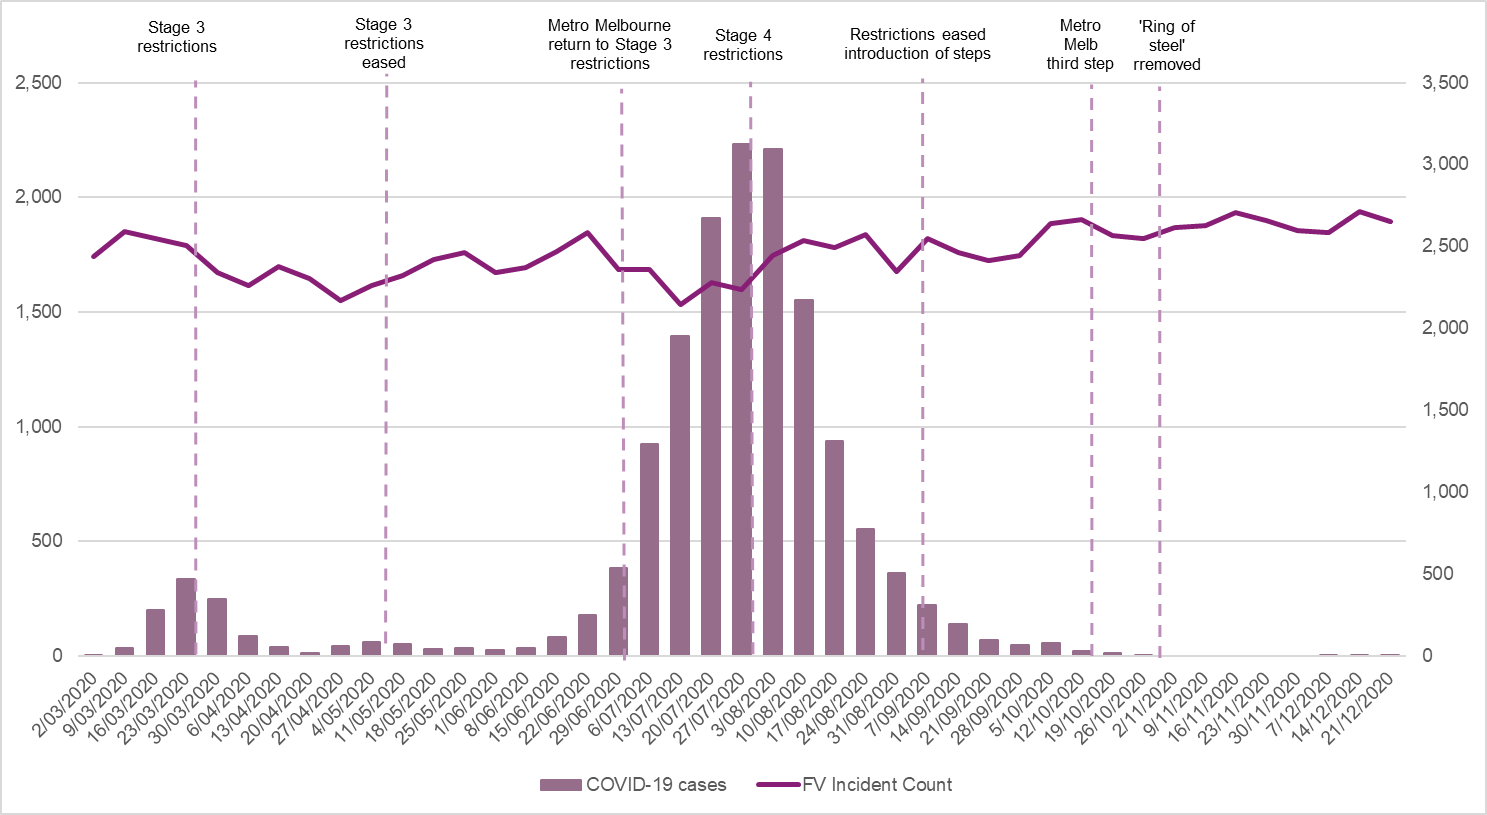 Stage 3
restrictions
Stage 3
restrictions
eased
Metro Melbourne
return to Stage 3
restrictions
Stage 4
restrictions
Restrictions eased
introduction of steps
Metro
Melb
third step
'Ring of
steel'
rremoved
2,500
2,000
1,500
1,000
500
0
3,500
3,000
2,500
2,000
1,500
1,000
500
0
2/03/2020
9/03/2020
16/03/2020
23/03/2020
30/03/2020
6/04/2020
13/04/2020
20/04/2020
27/04/2020
4/05/2020
11/05/2020
18/05/2020
25/05/2020
1/06/2020
8/06/2020
15/06/2020
22/06/2020
29/06/2020
6/07/2020
13/07/2020
20/07/2020
27/07/2020
3/08/2020
10/08/2020
17/08/2020
24/08/2020
31/08/2020
7/09/2020
14/09/2020
21/09/2020
28/09/2020
5/10/2020
12/10/2020
19/10/2020
26/10/2020
2/11/2020
9/11/2020
16/11/2020
23/11/2020
30/11/2020
7/12/2020
14/12/2020
21/12/2020
COVID-19 cases
FV Incident Count